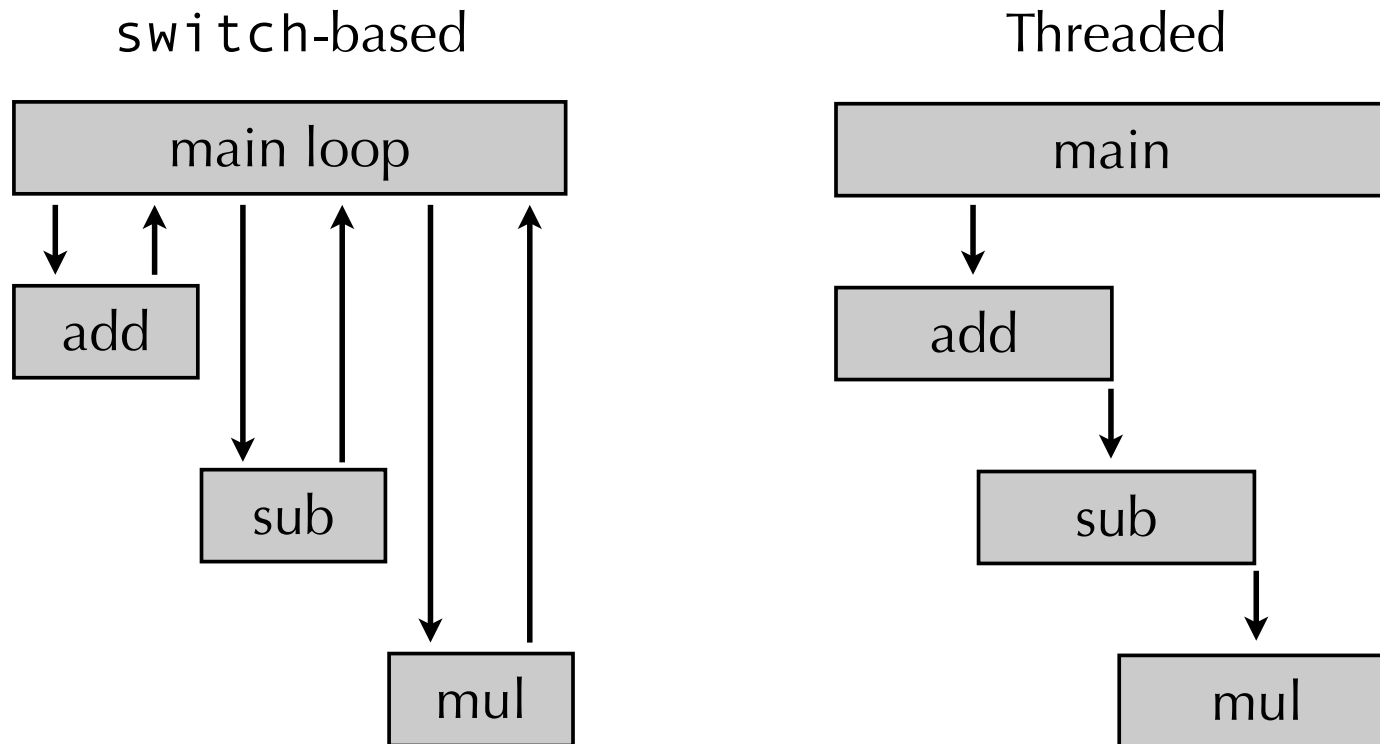 switch-based
main loop
add
sub
mul
Threaded
main
add
sub
mul